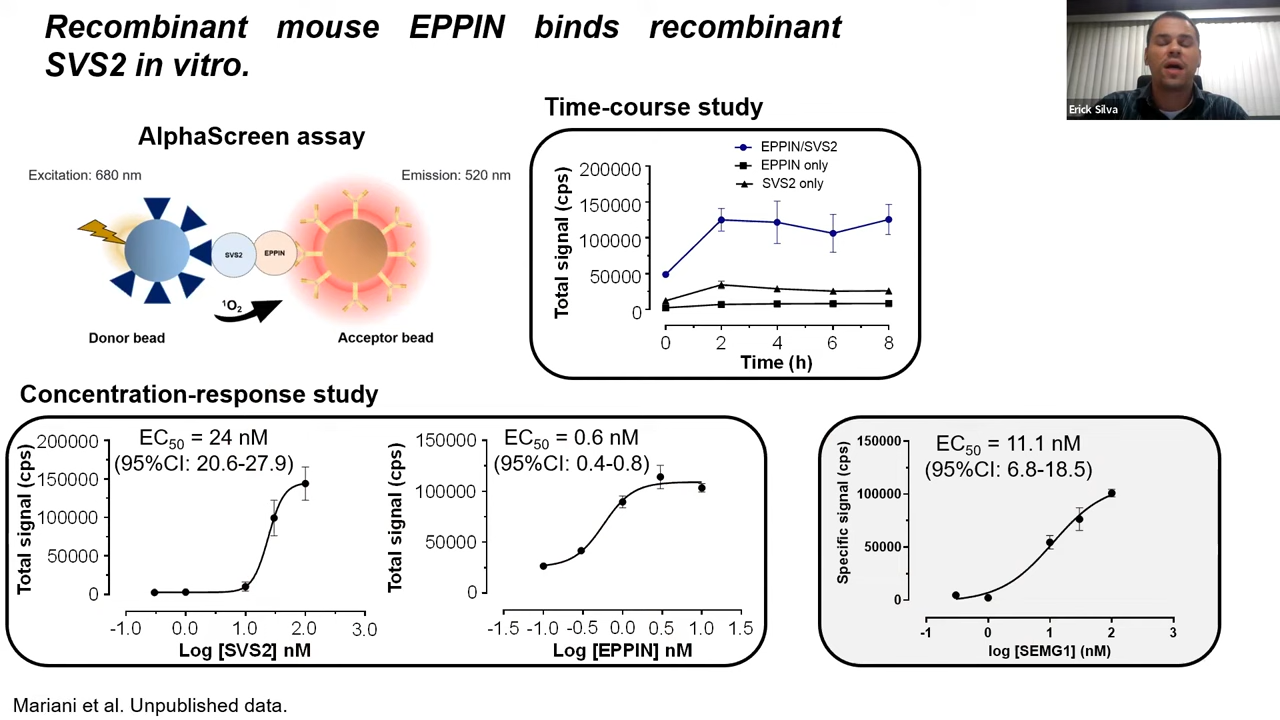 Recombinant mouse EPPIN binds recombinant
SVS2 in vitro.
Erick Silva
AlphaScreen assay
Excitation: 680 nm
Emission: 520 nm
SVS2
EPPIN
¹O₂
Donor bead
Acceptor bead
Time-course study
EPPIN/SVS2
EPPIN only
SVS2 only
Total signal (cps)
200000
150000
100000
50000
0
0 2 4 6 8
Time (h)
Concentration-response study
EC₅₀ = 24 nM
(95%CI: 20.6-27.9)
Total signal (cps)
200000
150000
100000
50000
0
-1.0 0.0 1.0 2.0 3.0
Log [SVS2] nM
EC₅₀ = 0.6 nM
(95%CI: 0.4-0.8)
Total signal (cps)
150000
100000
50000
0
-1.5 -1.0 -0.5 0.0 0.5 1.0 1.5
Log [EPPIN] nM
EC₅₀ = 11.1 nM
(95%CI: 6.8-18.5)
Specific signal (cps)
150000
100000
50000
0
-1 0 1 2 3
log [SEMG1] (nM)
Mariani et al. Unpublished data.